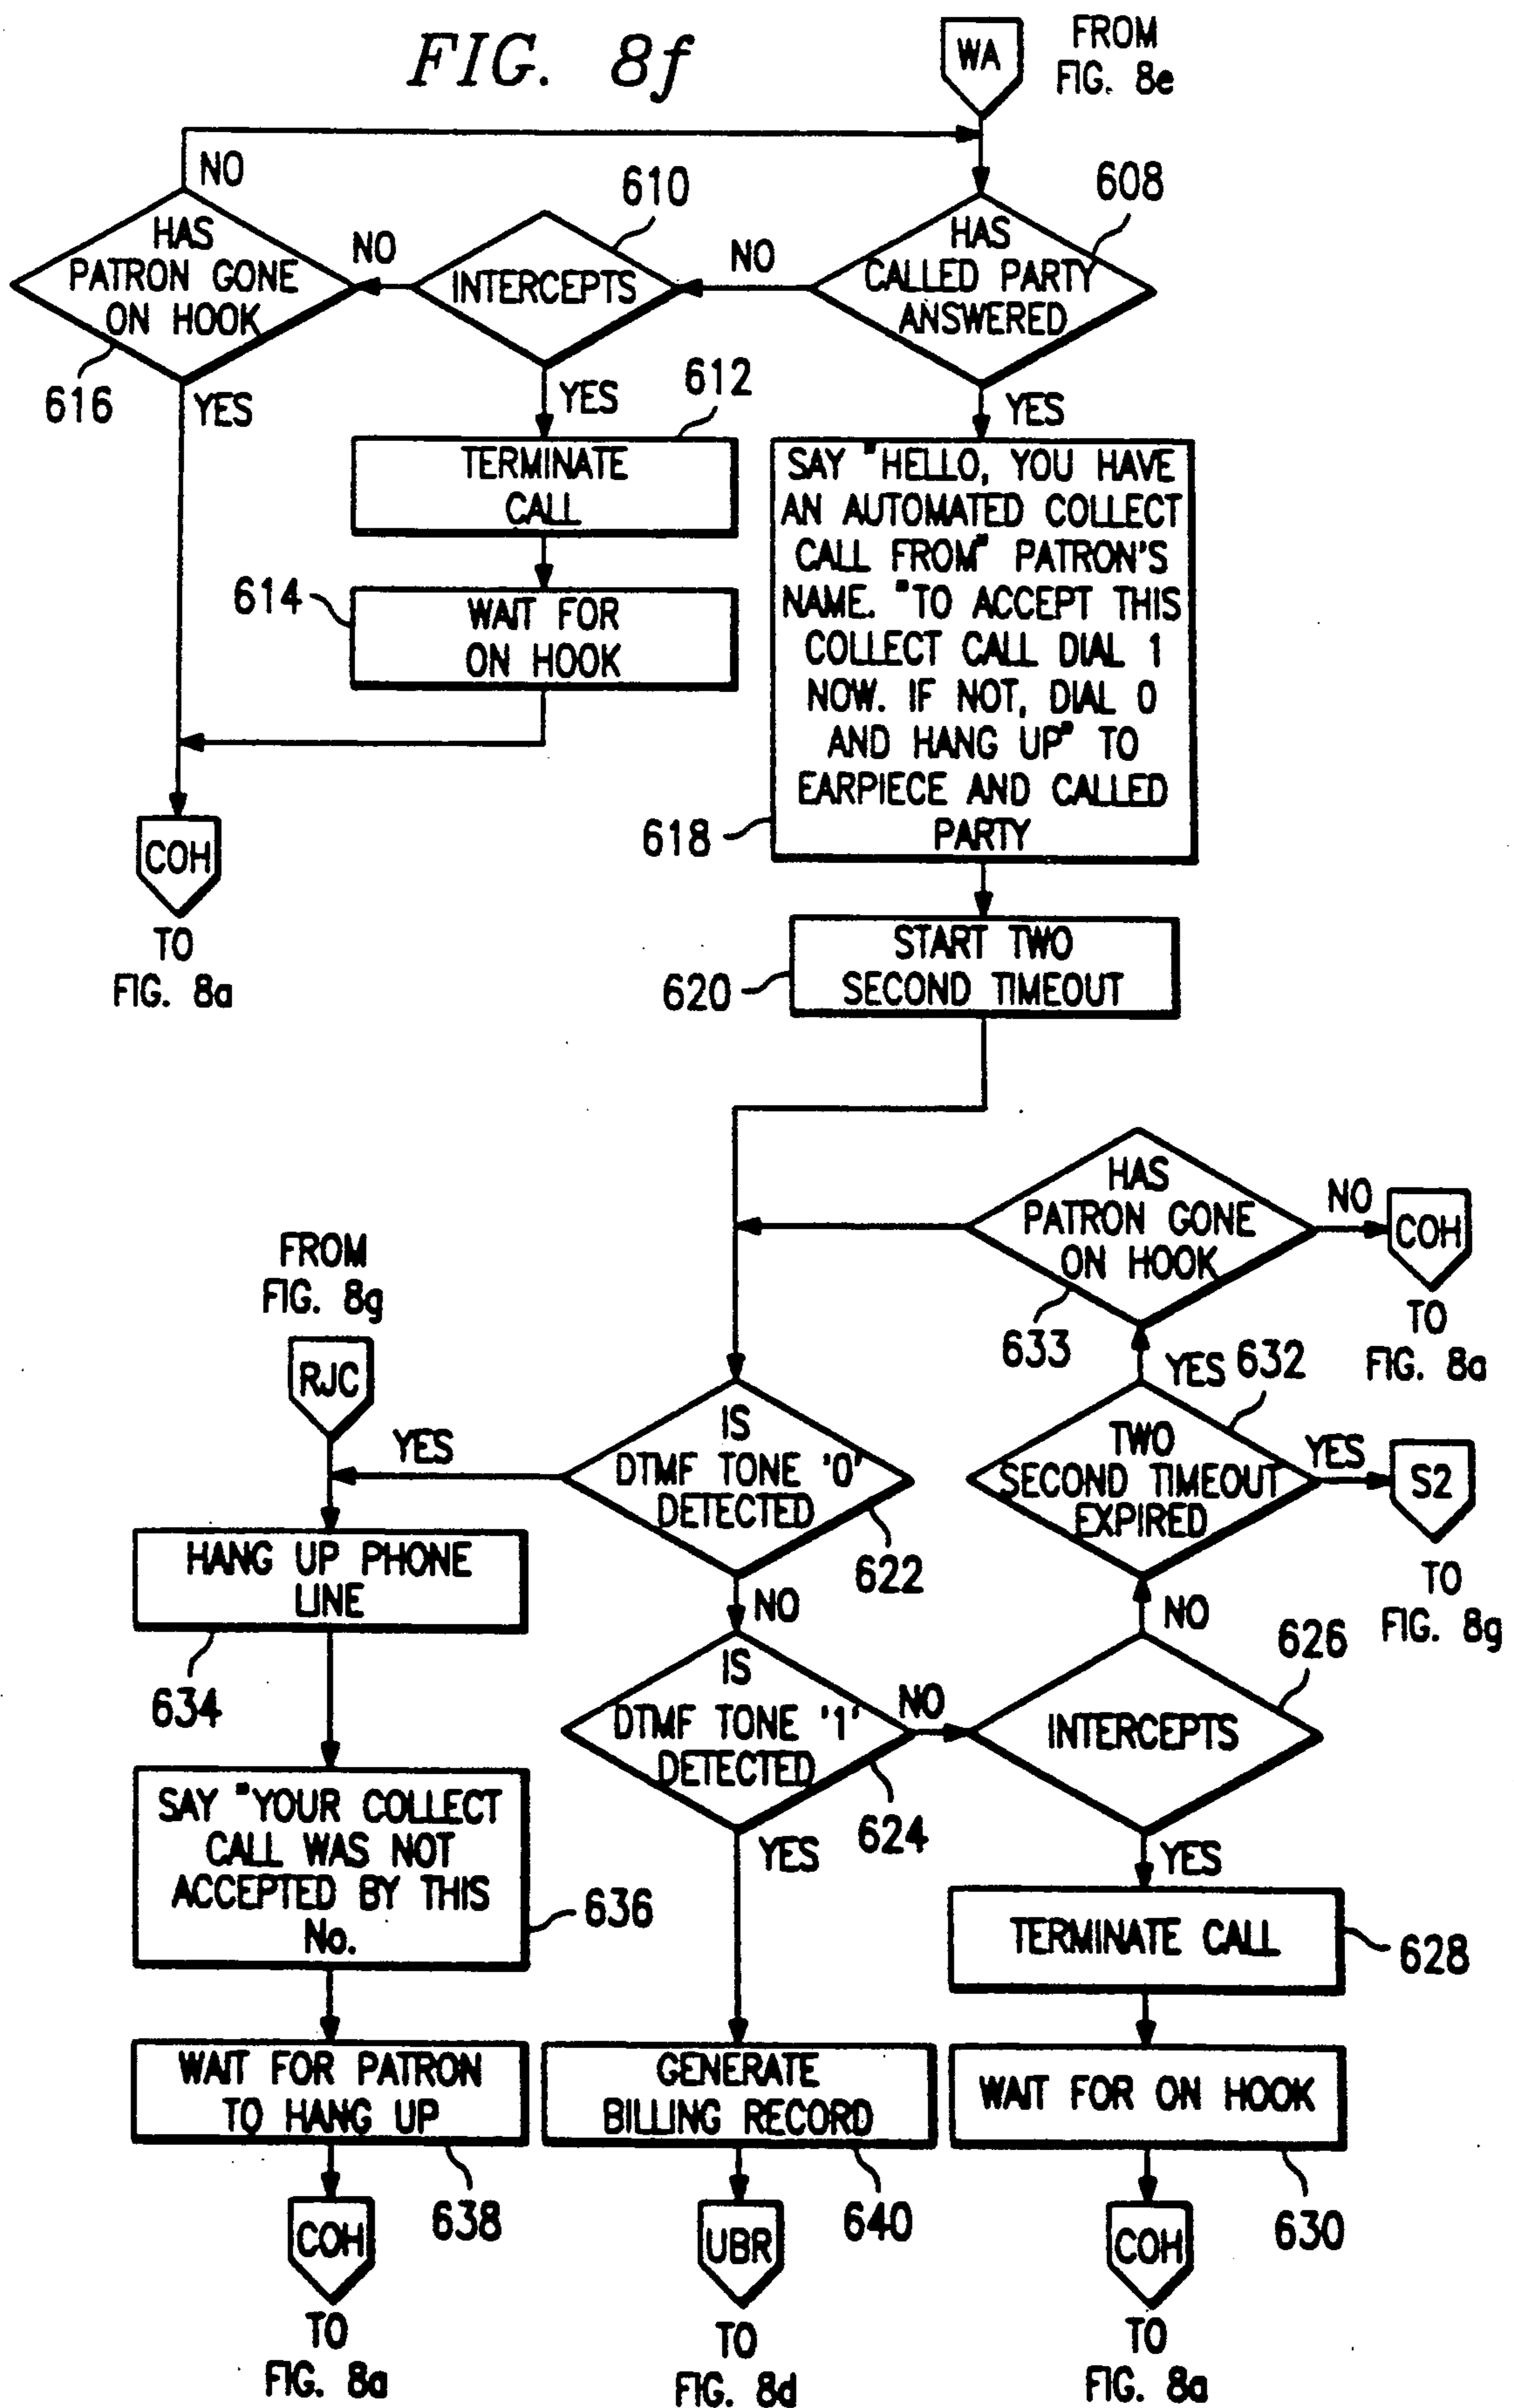 FIG. 8f
WA
FROM
FIG. 8e
NO
HAS
PATRON GONE
ON HOOK
616
YES
NO
610
INTERCEPTS
YES
NO
608
HAS
CALLED PARTY
ANSWERED
YES
612
TERMINATE
CALL
614
WAIT FOR
ON HOOK
COH
TO
FIG. 8a
SAY "HELLO, YOU HAVE
AN AUTOMATED COLLECT
CALL FROM" PATRON'S
NAME. "TO ACCEPT THIS
COLLECT CALL DIAL 1
NOW. IF NOT, DIAL 0
AND HANG UP" TO
EARPIECE AND CALLED
PARTY
618
START TWO
SECOND TIMEOUT
620
HAS
PATRON GONE
ON HOOK
633
NO
COH
TO
FIG. 8a
FROM
FIG. 8g
RJC
YES
IS
DTMF TONE '0'
DETECTED
622
NO
YES
632
TWO
SECOND TIMEOUT
EXPIRED
YES
S2
TO
FIG. 8g
NO
HANG UP PHONE
LINE
634
IS
DTMF TONE '1'
DETECTED
624
NO
YES
626
INTERCEPTS
YES
SAY "YOUR COLLECT
CALL WAS NOT
ACCEPTED BY THIS
No.
636
TERMINATE CALL
628
WAIT FOR PATRON
TO HANG UP
638
GENERATE
BILLING RECORD
640
WAIT FOR ON HOOK
630
COH
TO
FIG. 8a
UBR
TO
FIG. 8d
COH
TO
FIG. 8a